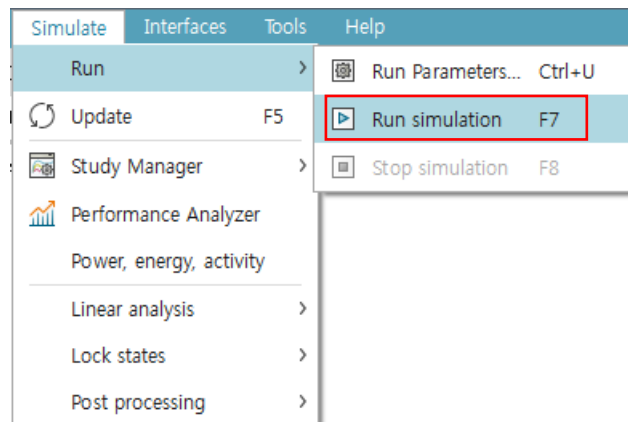 Simulate Interfaces Tools Help
Run
Run Parameters... Ctrl+U
Update F5
Run simulation F7
Study Manager
Stop simulation F8
Performance Analyzer
Power, energy, activity
Linear analysis
Lock states
Post processing